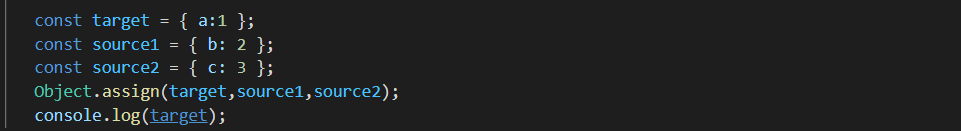 const target = { a:1 };
const source1 = { b: 2 };
const source2 = { c: 3 };
Object.assign(target,source1,source2);
console.log(target);